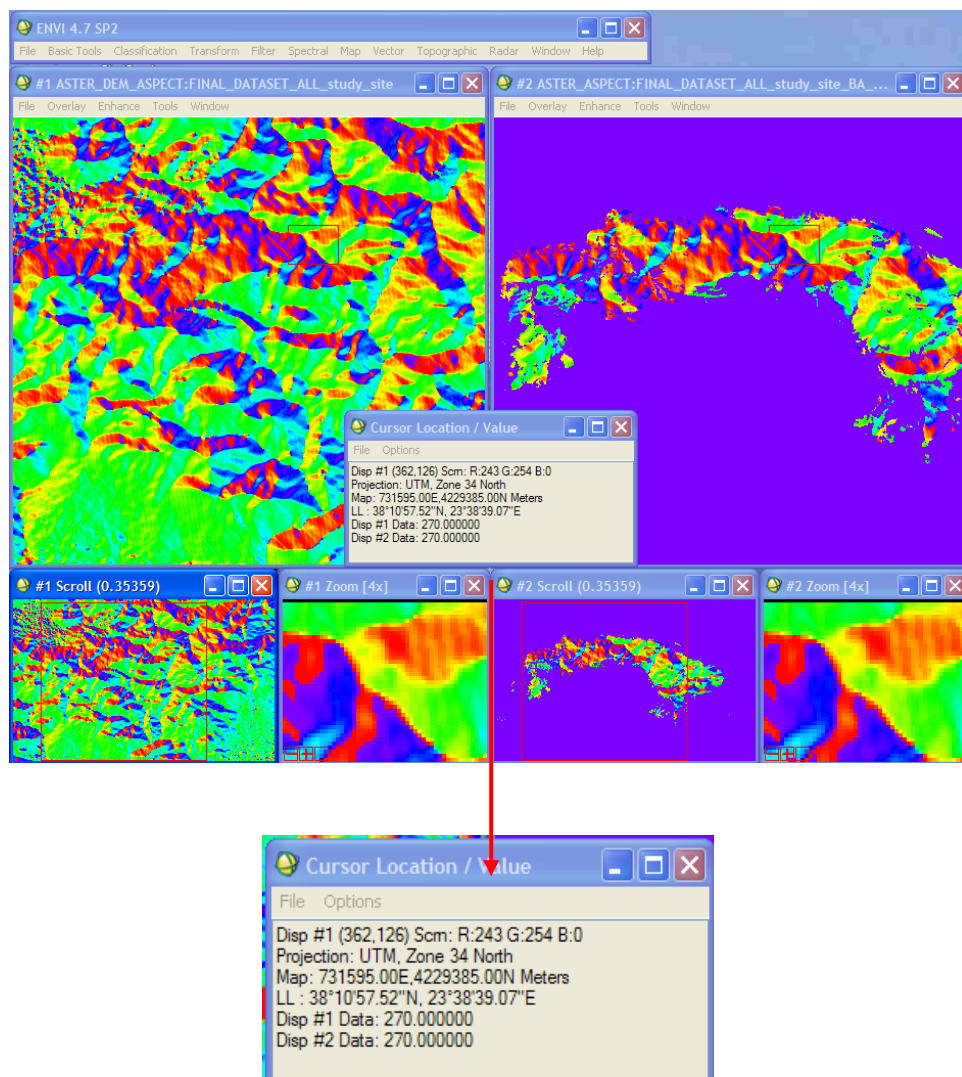 ENVI 4.7 SP2
File Basic Tools Classification Transform Filter Spectral Map Vector Topographic Radar Window Help
#1 ASTER_DEM_ASPECT:FINAL_DATASET_ALL_study_site
File Overlay Enhance Tools Window
#2 ASTER_ASPECT:FINAL_DATASET_ALL_study_site_BA_...
File Overlay Enhance Tools Window
Cursor Location / Value
File Options
Disp #1 (362,126) Scrn: R:243 G:254 B:0
Projection: UTM, Zone 34 North
Map: 731595.00E,4229385.00N Meters
LL : 38°10'57.52"N, 23°38'39.07"E
Disp #1 Data: 270.000000
Disp #2 Data: 270.000000
#1 Scroll (0.35359)
#1 Zoom [4x]
#2 Scroll (0.35359)
#2 Zoom [4x]
Cursor Location / Value
File Options
Disp #1 (362,126) Scrn: R:243 G:254 B:0
Projection: UTM, Zone 34 North
Map: 731595.00E,4229385.00N Meters
LL : 38°10'57.52"N, 23°38'39.07"E
Disp #1 Data: 270.000000
Disp #2 Data: 270.000000